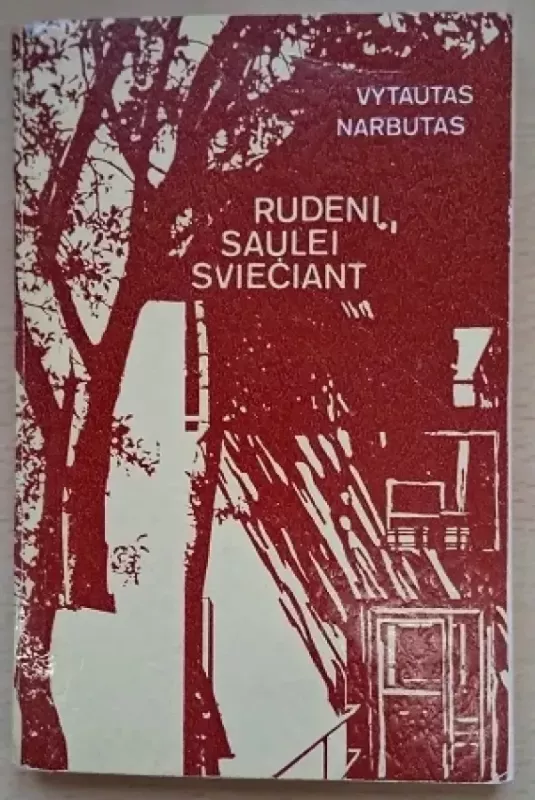 VYTAUTAS
NARBUTAS
RUDENĮ,
SAULEI
ŠVIEČIANT